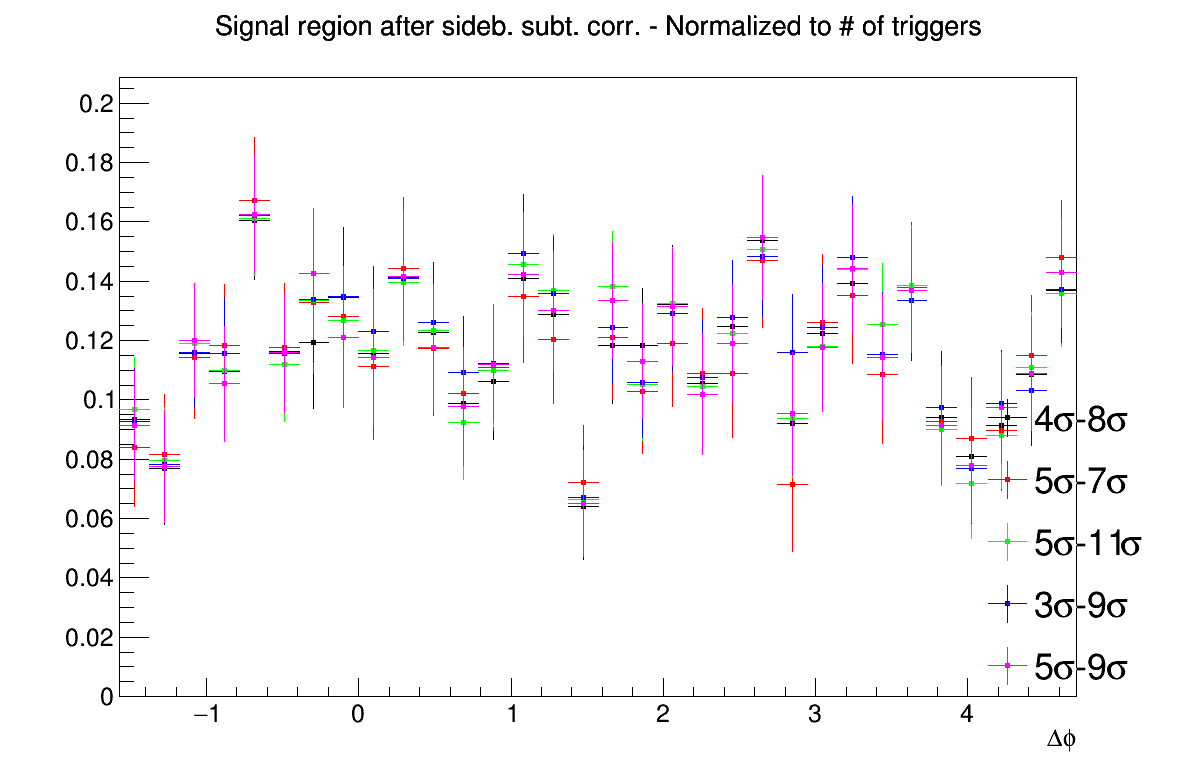 Signal region after sideb. subt. corr. - Normalized to # of triggers
0.2
0.18
0.16
0.14
0.12
0.1
0.08
0.06
0.04
0.02
0
4σ-8σ
5σ-7σ
5σ-11σ
3σ-9σ
5σ-9σ
−1 0 1 2 3 4
Δϕ